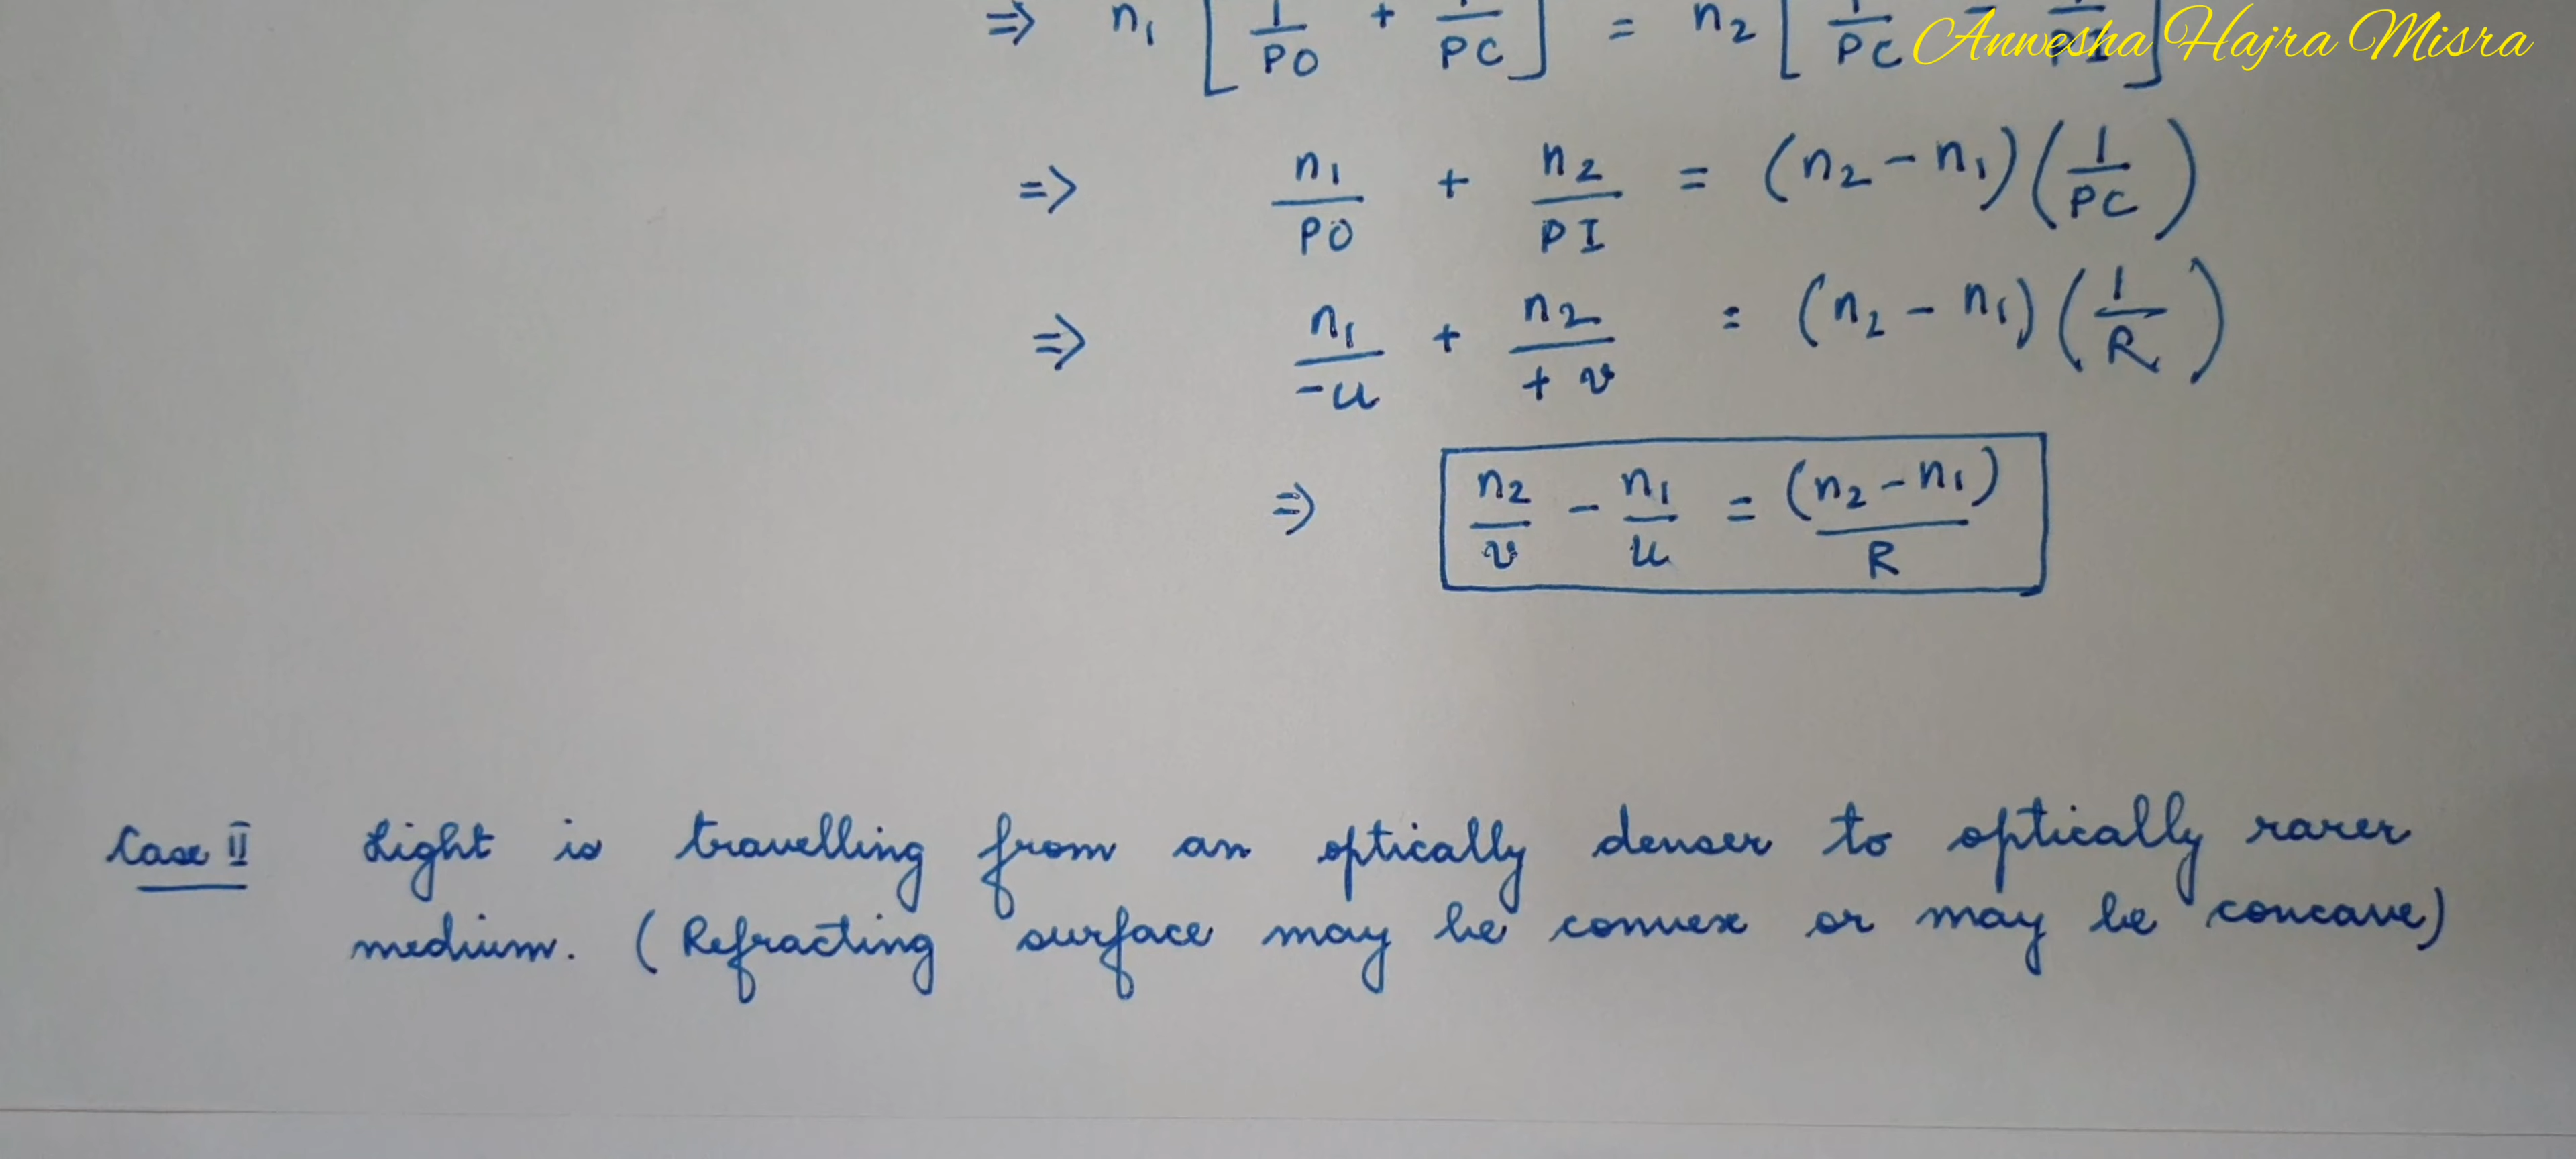 Anwesha Hajra Misra
=> n₁ [1/PO + 1/PC] = n₂ [1/PC - 1/PI]
=> n₁/PO + n₂/PI = (n₂ - n₁)(1/PC)
=> n₁/-u + n₂/+v = (n₂ - n₁)(1/R)
=> n₂/v - n₁/u = (n₂ - n₁)/R
Case II Light is travelling from an optically denser to optically rarer
medium. (Refracting surface may be convex or may be concave)